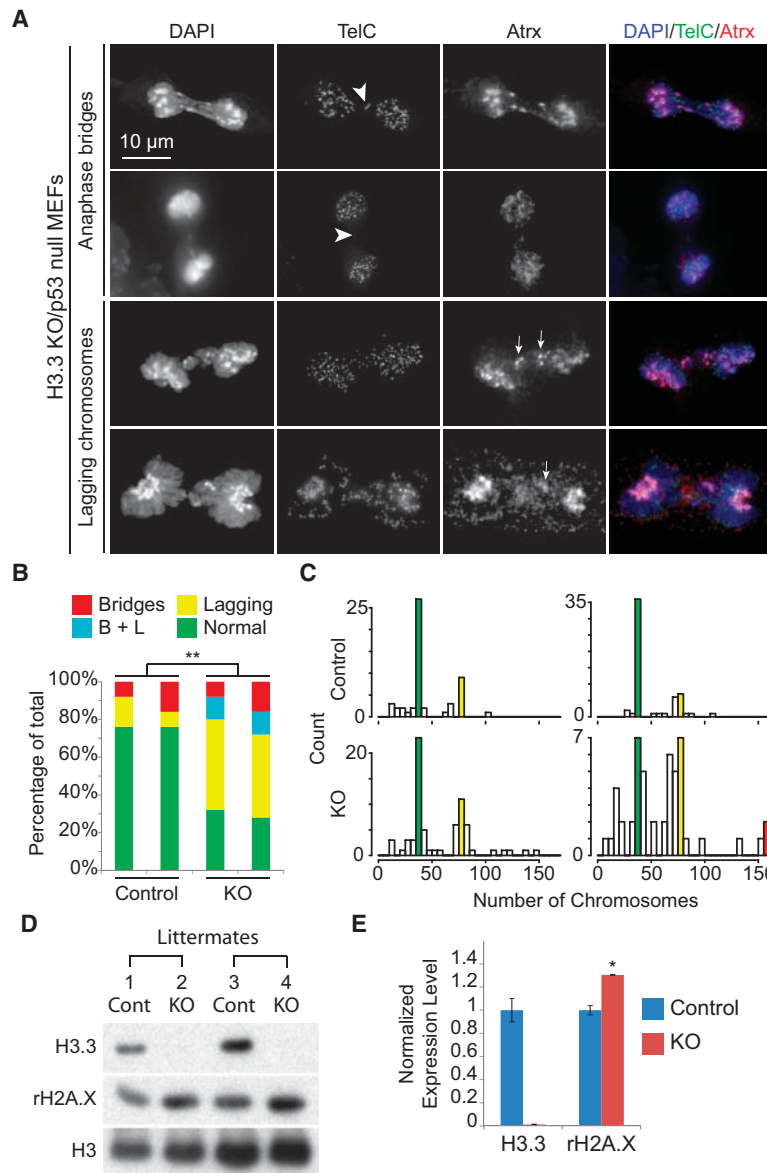 A
DAPI TelC Atrx DAPI/TelC/Atrx
H3.3 KO/p53 null MEFs
Anaphase bridges
10 µm
Lagging chromosomes
B
Bridges Lagging
B + L Normal
**
Percentage of total
100%
80%
60%
40%
20%
0%
Control KO
C
Control
KO
Count
25
0
35
0
20
0
7
0
0 50 100 150
0 50 100 150
Number of Chromosomes
D
Littermates
1 2 3 4
Cont KO Cont KO
H3.3
rH2A.X
H3
E
Normalized
Expression Level
1.4
1.2
1
0.8
0.6
0.4
0.2
0
*
H3.3 rH2A.X
Control
KO